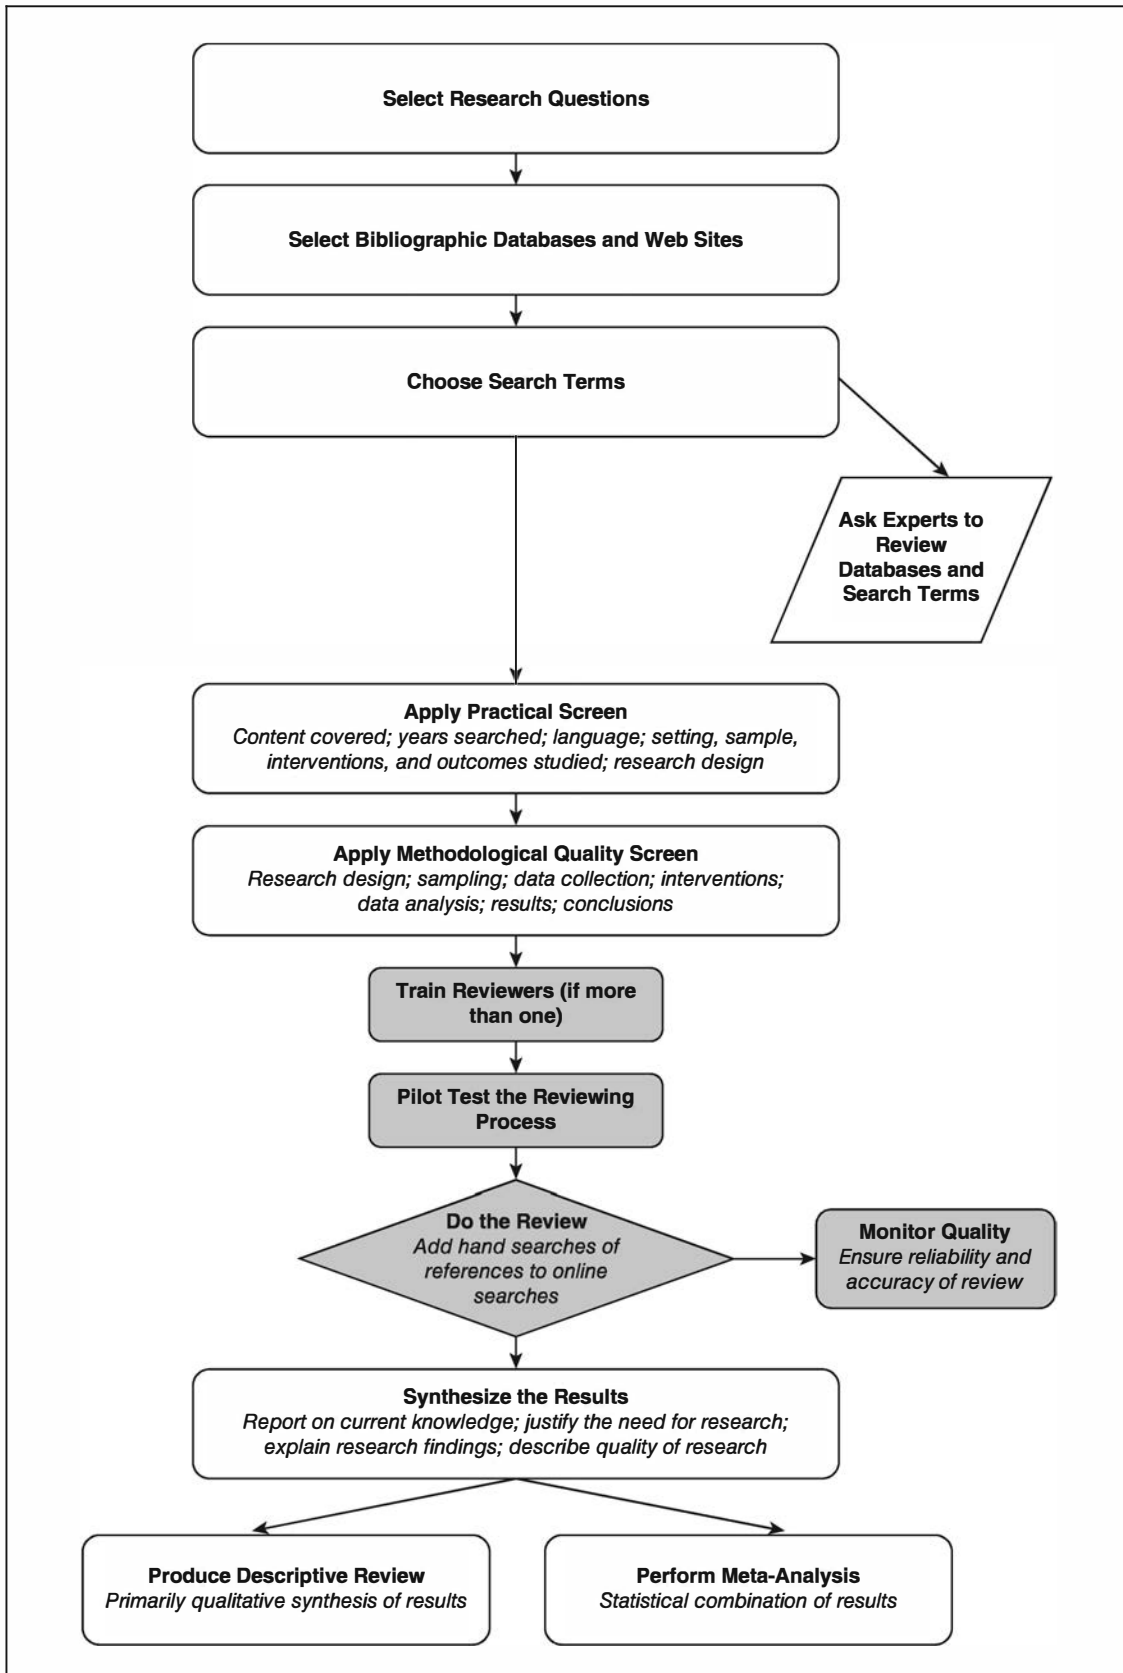 Select Research Questions
Select Bibliographic Databases and Web Sites
Choose Search Terms
Ask Experts to
Review
Databases and
Search Terms
Apply Practical Screen
Content covered; years searched; language; setting, sample,
interventions, and outcomes studied; research design
Apply Methodological Quality Screen
Research design; sampling; data collection; interventions;
data analysis; results; conclusions
Train Reviewers (if more
than one)
Pilot Test the Reviewing
Process
Do the Review
Add hand searches of
references to online
searches
Monitor Quality
Ensure reliability and
accuracy of review
Synthesize the Results
Report on current knowledge; justify the need for research;
explain research findings; describe quality of research
Produce Descriptive Review
Primarily qualitative synthesis of results
Perform Meta-Analysis
Statistical combination of results